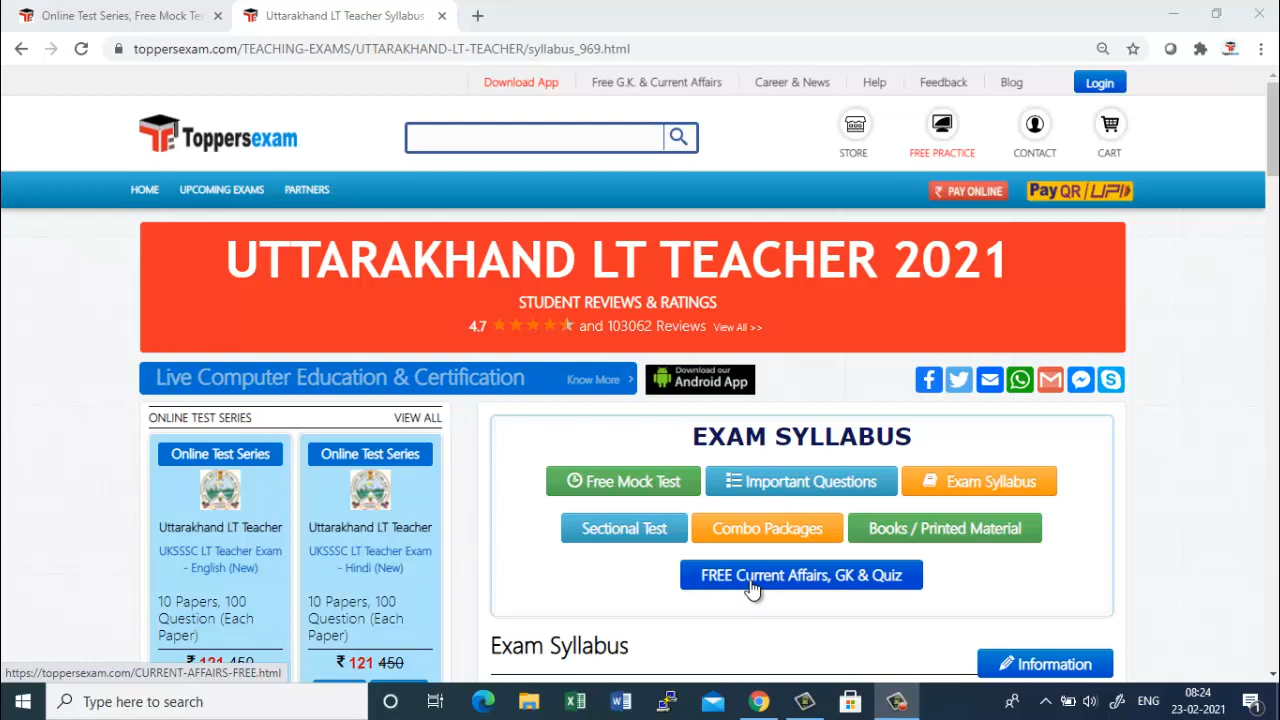 Online Test Series, Free Mock Tes
Uttarakhand LT Teacher Syllabus
toppersexam.com/TEACHING-EXAMS/UTTARAKHAND-LT-TEACHER/syllabus_969.html
Download App
Free G.K. & Current Affairs
Career & News
Help
Feedback
Blog
Login
Toppersexam
STORE
FREE PRACTICE
CONTACT
CART
HOME
UPCOMING EXAMS
PARTNERS
₹ PAY ONLINE
Pay QR / UPI
UTTARAKHAND LT TEACHER 2021
STUDENT REVIEWS & RATINGS
4.7 and 103062 Reviews View All >>
Live Computer Education & Certification
Know More >
Download our
Android App
ONLINE TEST SERIES
VIEW ALL
Online Test Series
Uttarakhand LT Teacher
UKSSSC LT Teacher Exam
- English (New)
10 Papers, 100
Question (Each
Paper)
₹ 121 450
Online Test Series
Uttarakhand LT Teacher
UKSSSC LT Teacher Exam
- Hindi (New)
10 Papers, 100
Question (Each
Paper)
₹ 121 450
EXAM SYLLABUS
Free Mock Test
Important Questions
Exam Syllabus
Sectional Test
Combo Packages
Books / Printed Material
FREE Current Affairs, GK & Quiz
Exam Syllabus
Information
https://toppersexam.com/CURRENT-AFFAIRS-FREE.html
Type here to search
ENG
08:24
23-02-2021
1